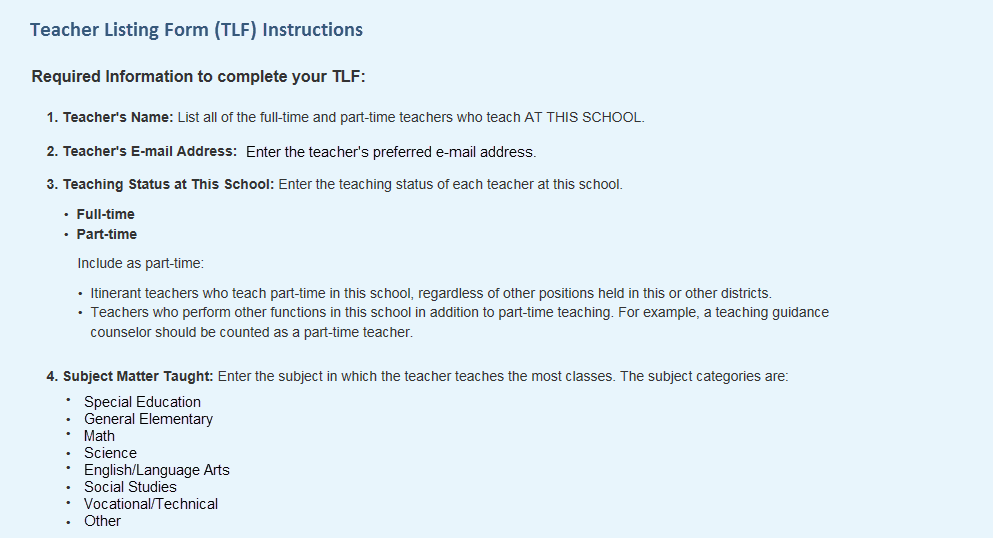 Teacher Listing Form (TLF) Instructions
Required Information to complete your TLF:
1. Teacher's Name: List all of the full-time and part-time teachers who teach AT THIS SCHOOL.
2. Teacher's E-mail Address: Enter the teacher's preferred e-mail address.
3. Teaching Status at This School: Enter the teaching status of each teacher at this school.
• Full-time
• Part-time
Include as part-time:
• Itinerant teachers who teach part-time in this school, regardless of other positions held in this or other districts.
• Teachers who perform other functions in this school in addition to part-time teaching. For example, a teaching guidance
counselor should be counted as a part-time teacher.
4. Subject Matter Taught: Enter the subject in which the teacher teaches the most classes. The subject categories are:
• Special Education
• General Elementary
• Math
• Science
• English/Language Arts
• Social Studies
• Vocational/Technical
• Other